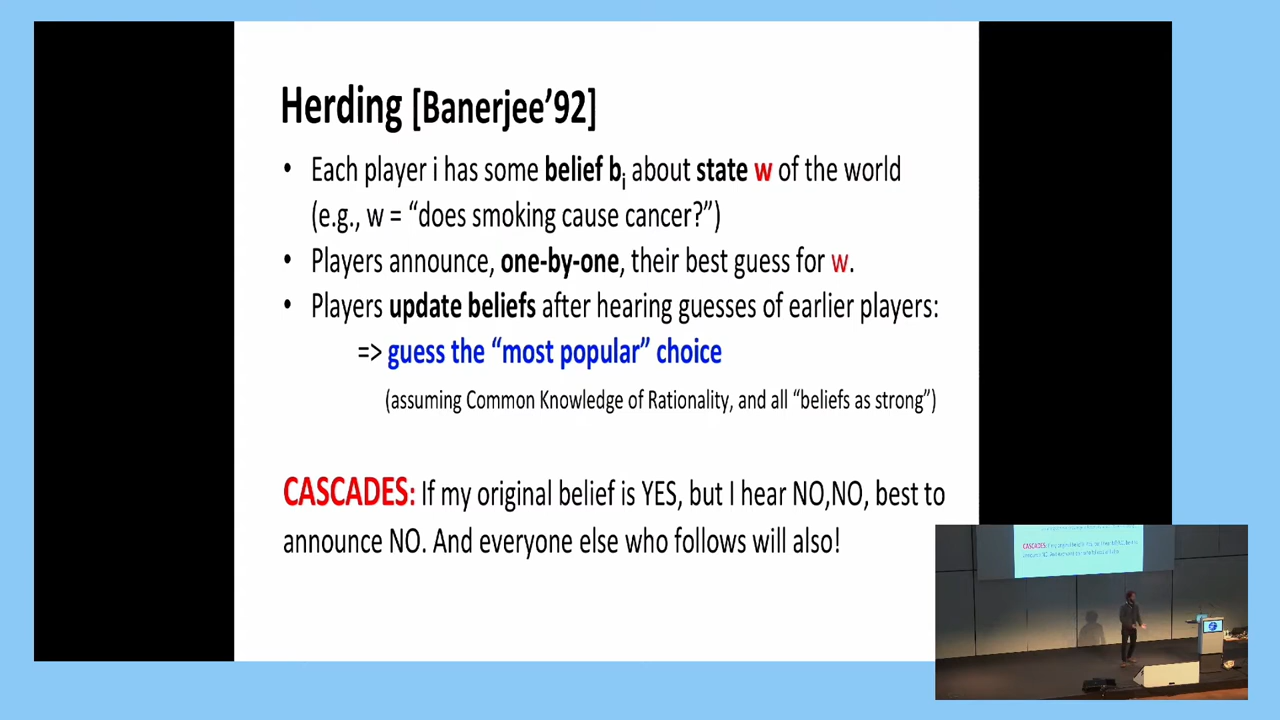 Herding [Banerjee'92]
• Each player i has some belief bi about state w of the world
(e.g., w = “does smoking cause cancer?”)
• Players announce, one-by-one, their best guess for w.
• Players update beliefs after hearing guesses of earlier players:
=> guess the “most popular” choice
(assuming Common Knowledge of Rationality, and all “beliefs as strong”)
CASCADES: If my original belief is YES, but I hear NO,NO, best to
announce NO. And everyone else who follows will also!